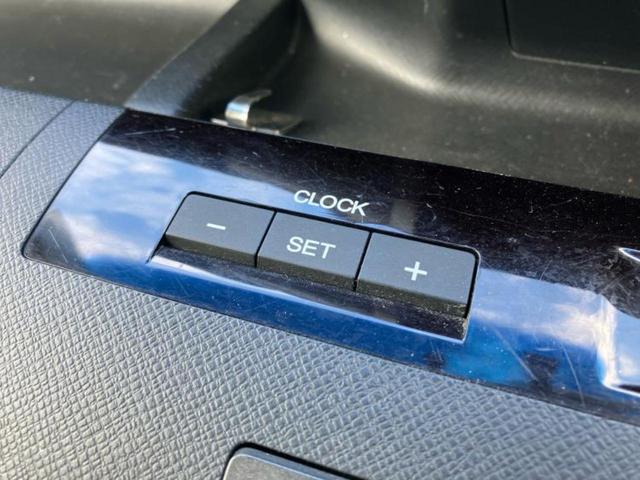 CLOCK
- SET +